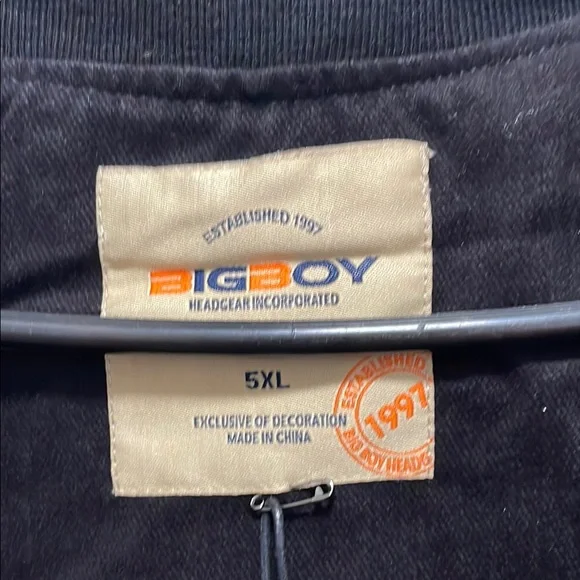 ESTABLISHED 1997
BIGBOY
HEADGEAR INCORPORATED
5XL
EXCLUSIVE OF DECORATION
MADE IN CHINA
ESTABLISHED
1997
BIG BOY HEADG